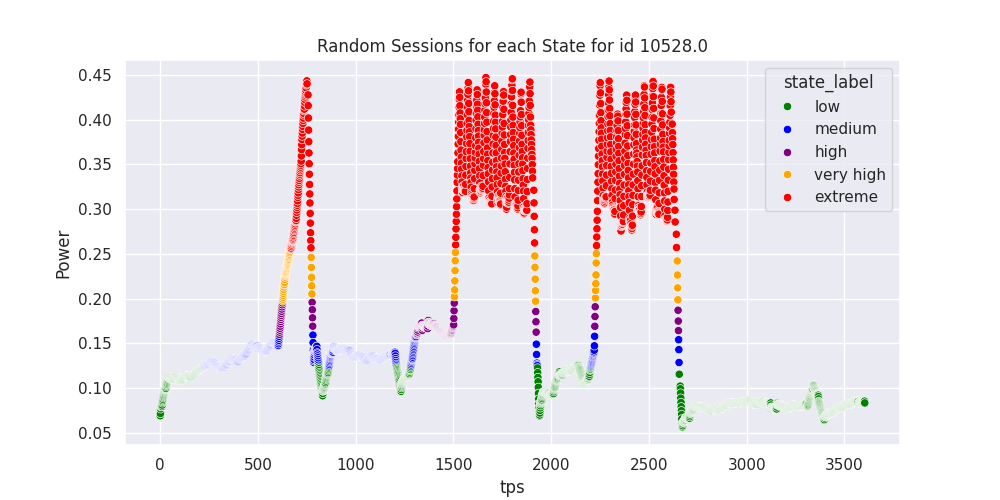 Random Sessions for each State for id 10528.0
Power
0.45
0.40
0.35
0.30
0.25
0.20
0.15
0.10
0.05
state_label
low
medium
high
very high
extreme
0 500 1000 1500 2000 2500 3000 3500
tps